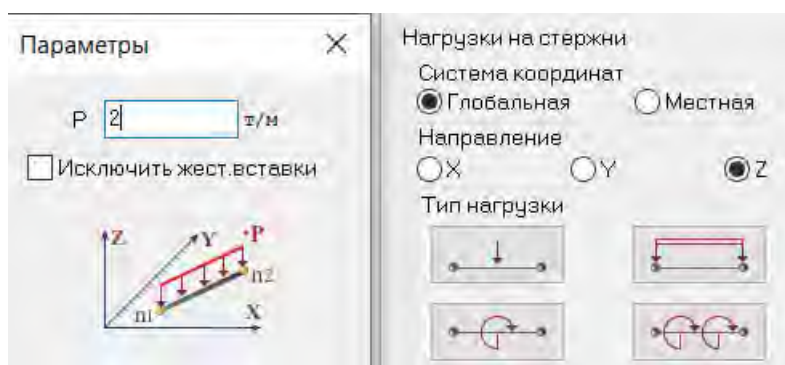 Параметры
P 2 т/м
Исключить жест.вставки
Z
Y
P
n2
n1
X
Нагрузки на стержни
Система координат
Глобальная Местная
Направление
X Y Z
Тип нагрузки